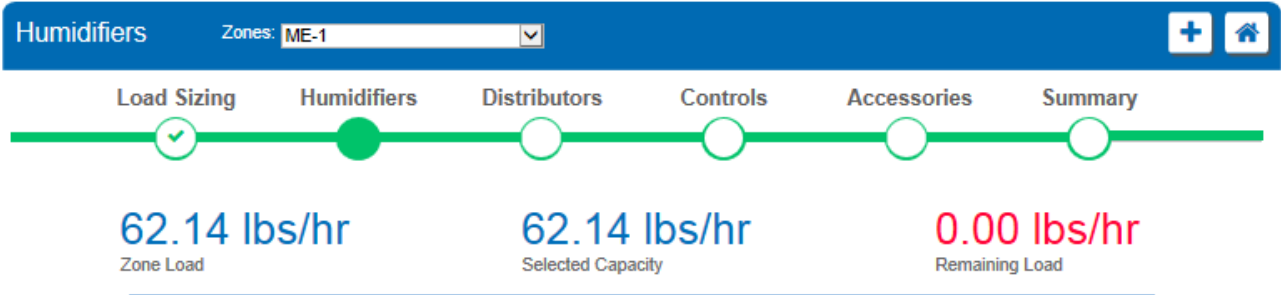 Humidifiers Zones: ME-1
Load Sizing Humidifiers Distributors Controls Accessories Summary
62.14 lbs/hr 62.14 lbs/hr 0.00 lbs/hr
Zone Load Selected Capacity Remaining Load